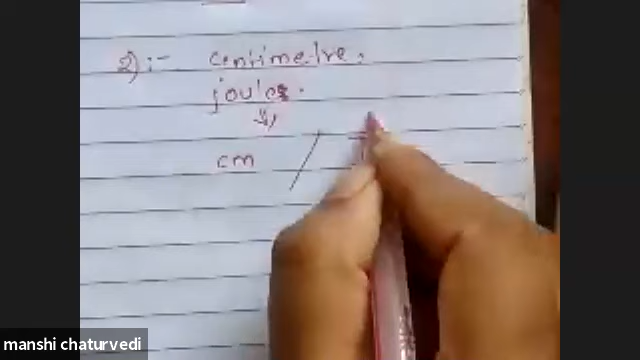 2) :- centimetre.
joules.
cm /
manshi chaturvedi